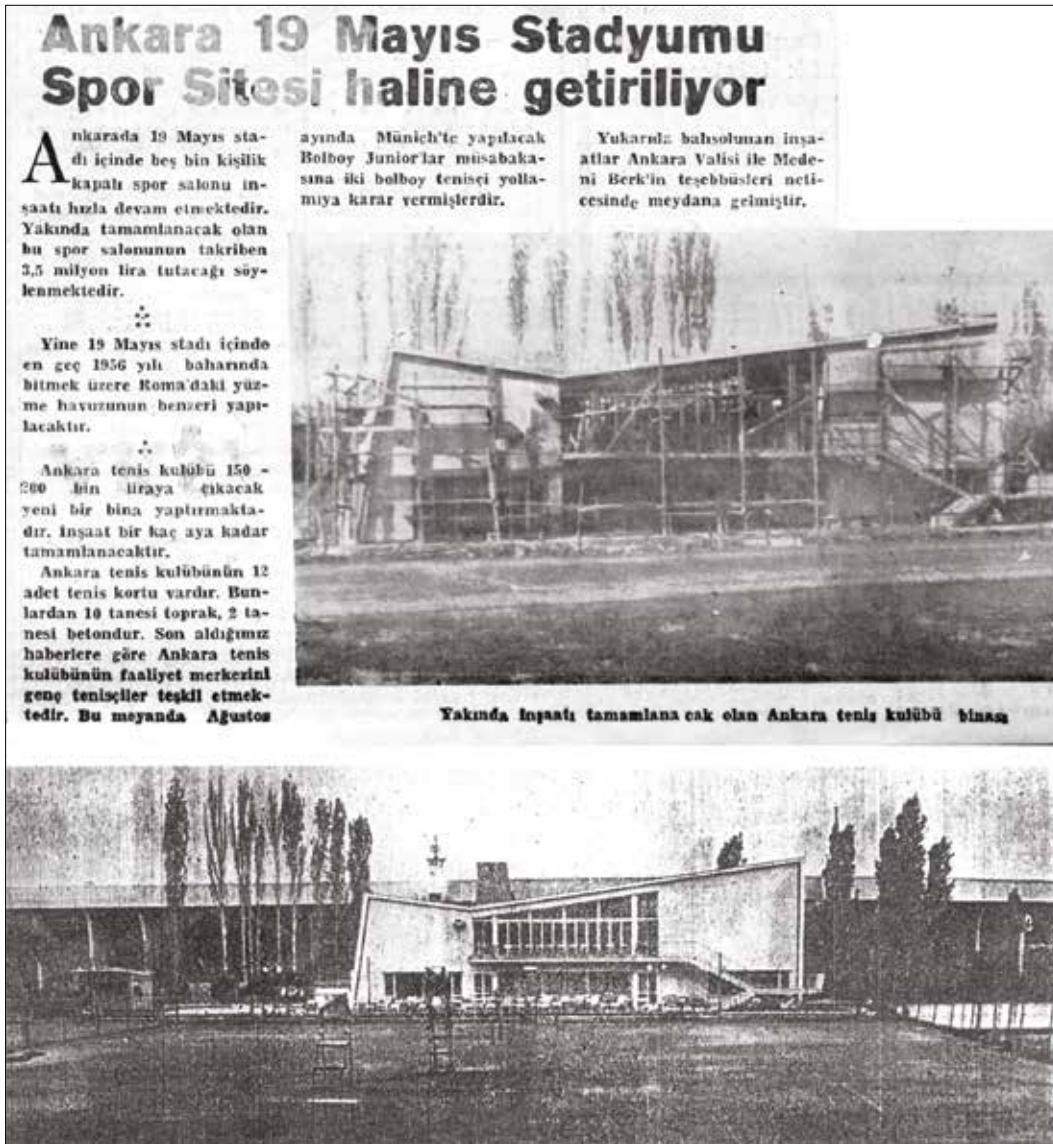 Ankara 19 Mayıs Stadyumu
Spor Sitesi haline getiriliyor
Ankarada 19 Mayıs sta-
dı içinde beş bin kişilik
kapalı spor salonu in-
şaatı hızla devam etmektedir.
Yakında tamamlanacak olan
bu spor salonunun takriben
3,5 milyon lira tutacağı söy-
lenmektedir.
Yine 19 Mayıs stadı içinde
en geç 1956 yılı baharında
bitmek üzere Roma'daki yüz-
me havuzunun benzeri yapı-
lacaktır.
Ankara tenis kulübü 150 -
200 bin liraya çıkacak
yeni bir bina yaptırmakta-
dır. İnşaat bir kaç aya kadar
tamamlanacaktır.
Ankara tenis kulübünün 12
adet tenis kortu vardır. Bun-
lardan 10 tanesi toprak, 2 ta-
nesi betondur. Son aldığımız
haberlere göre Ankara tenis
kulübünün faaliyet merkezini
genç tenisçiler teşkil etmek-
tedir. Bu meyanda Ağustos
ayında Münich'te yapılacak
Bolboy Junior'lar müsabaka-
sına iki bolboy tenisçi yolla-
mıya karar vermişlerdir.
Yukarıda bahsolunan inşa-
atlar Ankara Valisi ile Mede-
ni Berk'in teşebbüsleri neti-
cesinde meydana gelmiştir.
Yakında inşaatı tamamlana cak olan Ankara tenis kulübü binası